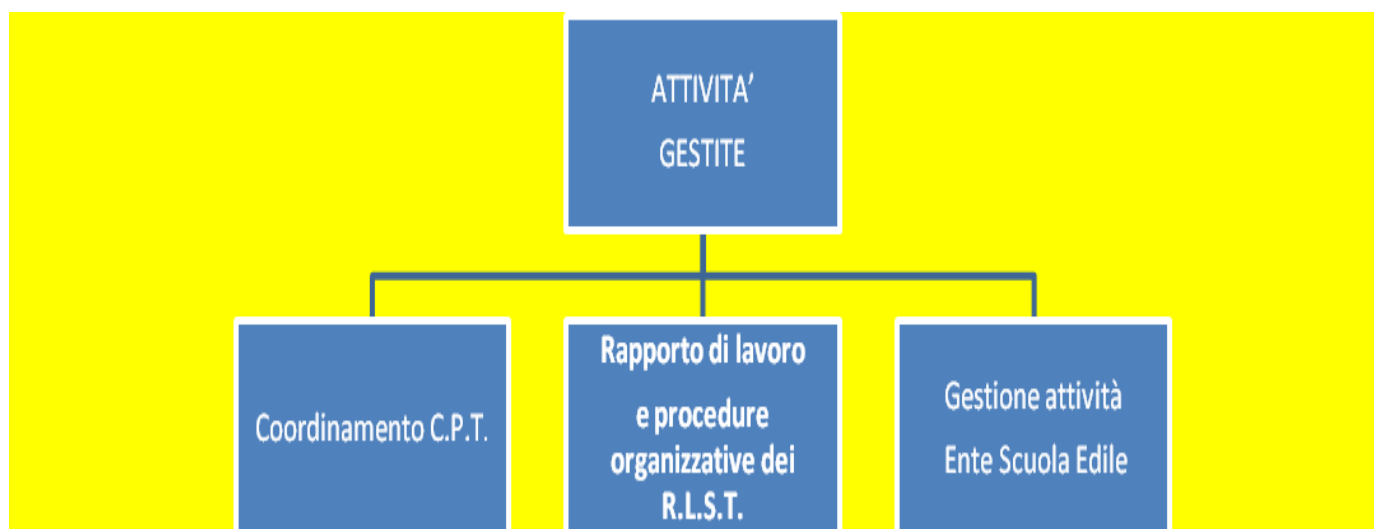 ATTIVITA’
GESTITE
Coordinamento C.P.T.
Rapporto di lavoro
e procedure
organizzative dei
R.L.S.T.
Gestione attività
Ente Scuola Edile